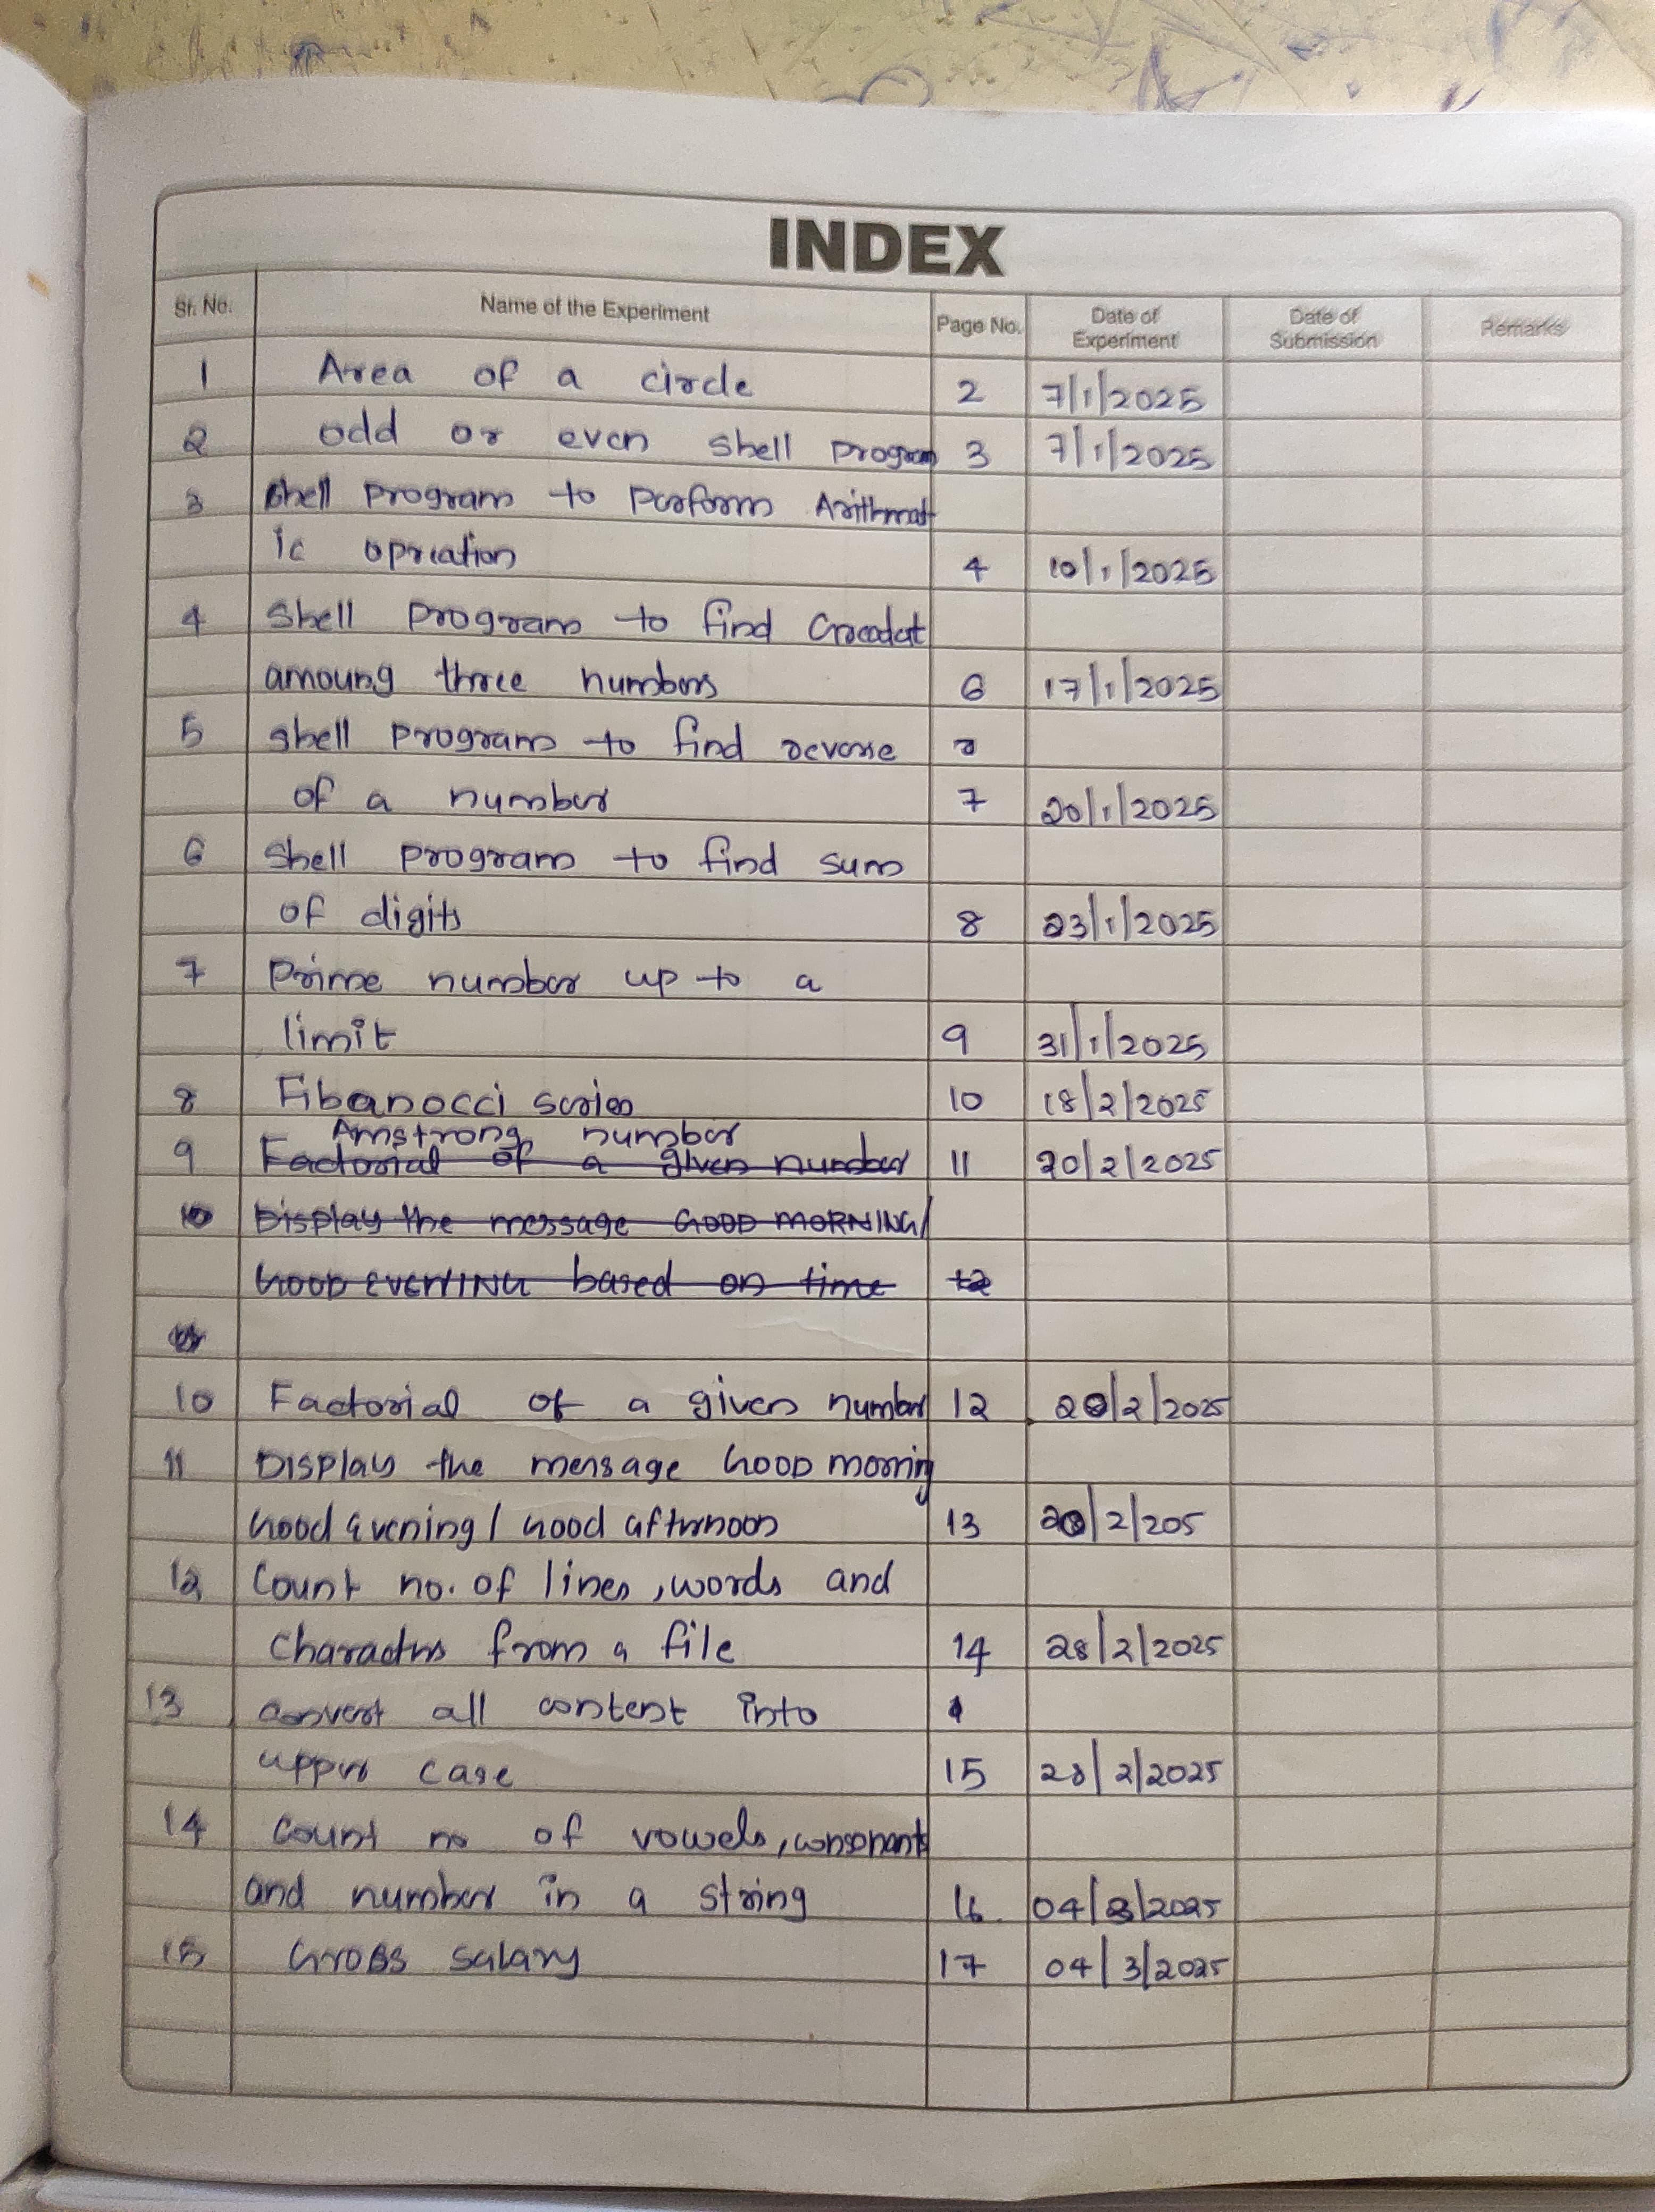 INDEX
Sr. No. Name of the Experiment Page No. Date of Experiment Date of Submission Remarks
1 Area of a circle 2 7/1/2025
2 odd or even shell program 3 7/1/2025
3 Shell program to perform Arithmat
ic opreation 4 10/1/2025
4 Shell program to find
amoung three numbers 6 17/1/2025
5 shell program to find reverse
of a number 7 20/1/2025
6 shell program to find sum
of digits 8 23/1/2025
7 Prime number up to a
limit 9 31/1/2025
8 Fibanocci series 10 18/2/2025
Amstrong number
9 Factorial of a given number 11 20/2/2025
10 Display the message GOOD MORNING/
GOOD EVENING based on time 12
10 Factorial of a given number 12 20/2/2025
11 Display the message GOOD morning
Good Evening / Good afternoon 13 20/2/205
12 Count no. of lines, words and
characters from a file 14 28/2/2025
13 convert all content into
upper case 15 28/2/2025
14 count no of vowels, consonants
and number in a string 16 04/3/2025
15 Gross salary 17 04/3/2025